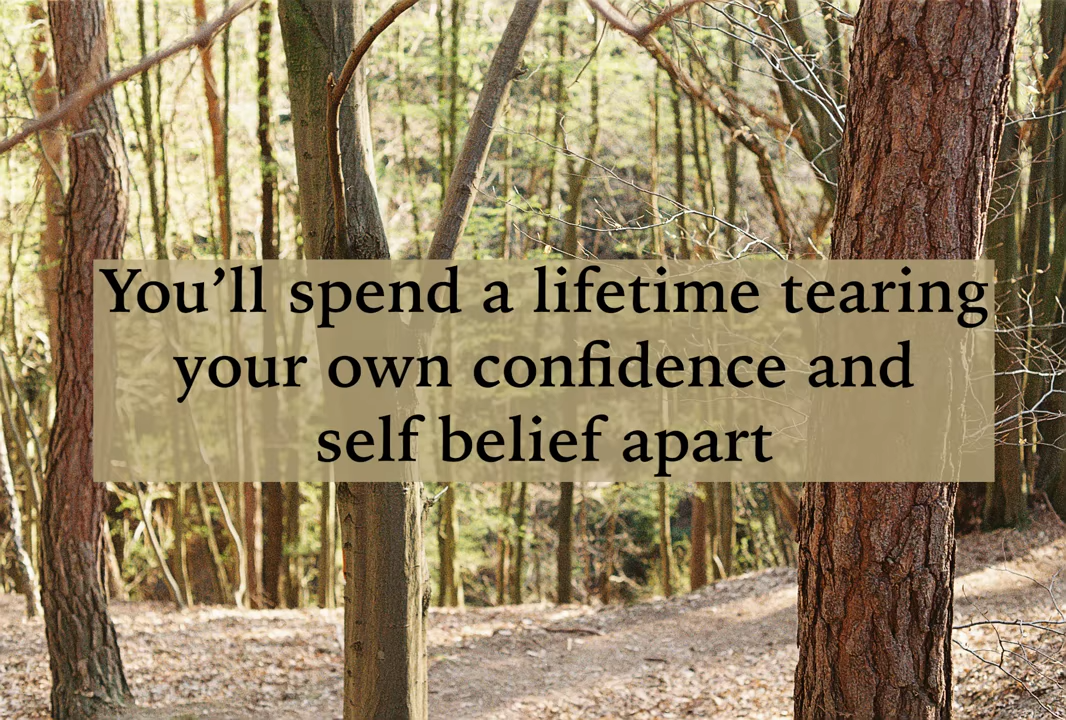 You’ll spend a lifetime tearing
your own confidence and
self belief apart